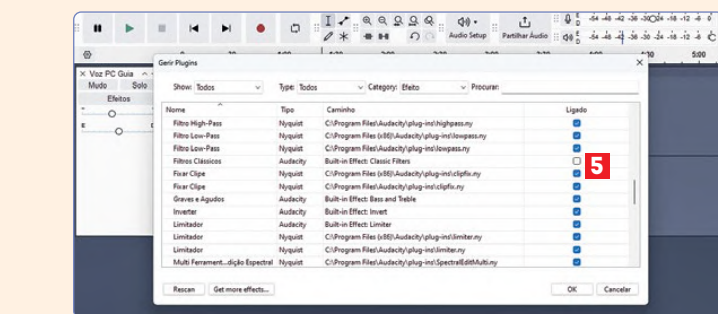 Audio Setup Partilhar Áudio
-54 -48 -42 -36 -30 -24 -18 -12 -6 0
-54 -48 -42 -36 -30 -24 -18 -12 -6
5:00
× Voz PC Guia
Mudo Solo
Efeitos
Gerir Plugins
Show: Todos Type: Todos Category: Efeito Procurar:
Nome Tipo Caminho Ligado
Filtro High-Pass Nyquist C:\Program Files\Audacity\plug-ins\highpass.ny
Filtro Low-Pass Nyquist C:\Program Files (x86)\Audacity\plug-ins\lowpass.ny
Filtro Low-Pass Nyquist C:\Program Files\Audacity\plug-ins\lowpass.ny
Filtros Clássicos Audacity Built-in Effect: Classic Filters
5
Fixar Clipe Nyquist C:\Program Files (x86)\Audacity\plug-ins\clipfix.ny
Fixar Clipe Nyquist C:\Program Files\Audacity\plug-ins\clipfix.ny
Graves e Agudos Audacity Built-in Effect: Bass and Treble
Inverter Audacity Built-in Effect: Invert
Limitador Audacity Built-in Effect: Limiter
Limitador Nyquist C:\Program Files (x86)\Audacity\plug-ins\limiter.ny
Limitador Nyquist C:\Program Files\Audacity\plug-ins\limiter.ny
Multi Ferrament...dição Espectral Nyquist C:\Program Files\Audacity\plug-ins\SpectralEditMulti.ny
Rescan Get more effects... OK Cancelar